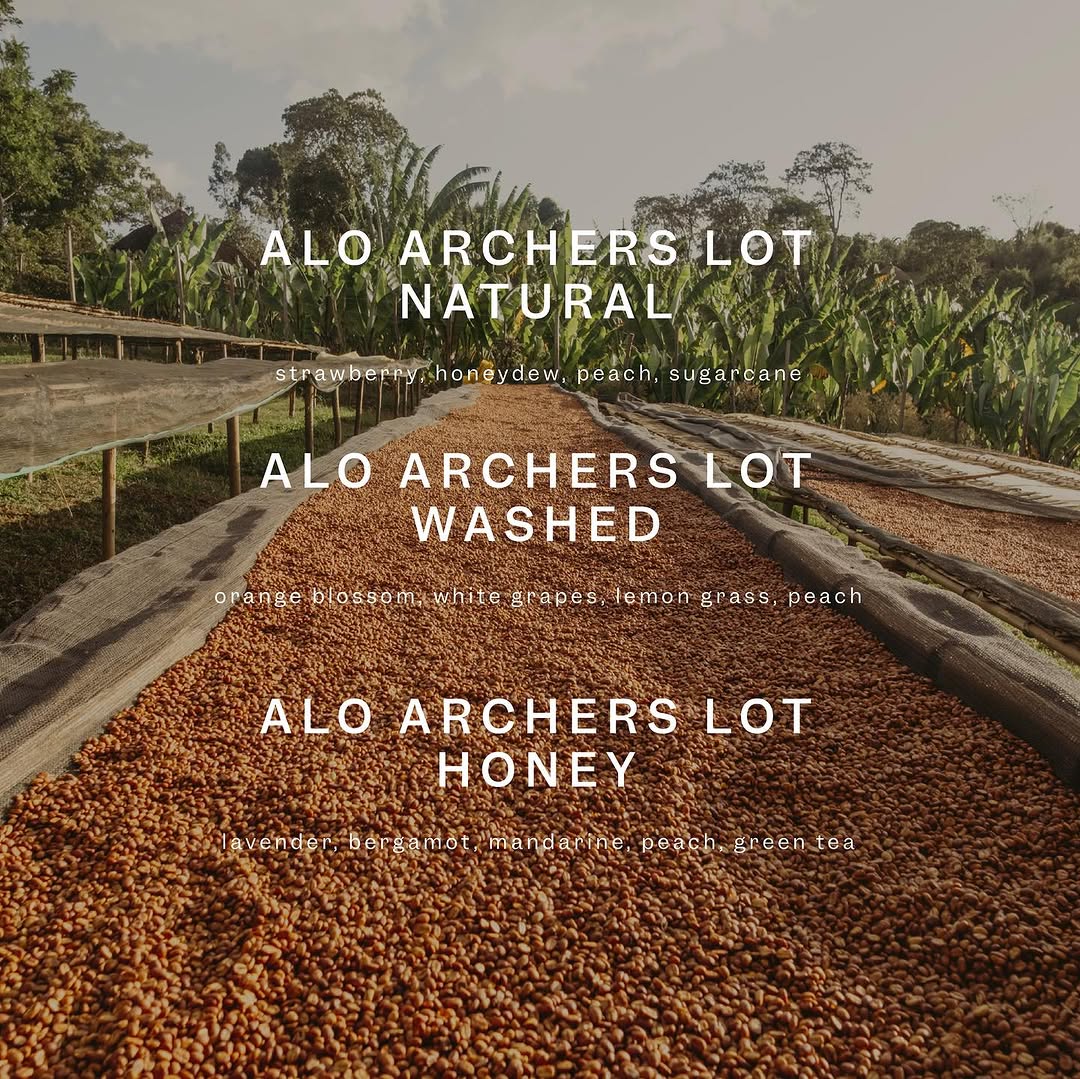 ALO ARCHERS LOT
NATURAL
strawberry, honeydew, peach, sugarcane
ALO ARCHERS LOT
WASHED
orange blossom, white grapes, lemon grass, peach
ALO ARCHERS LOT
HONEY
lavender, bergamot, mandarine, peach, green tea